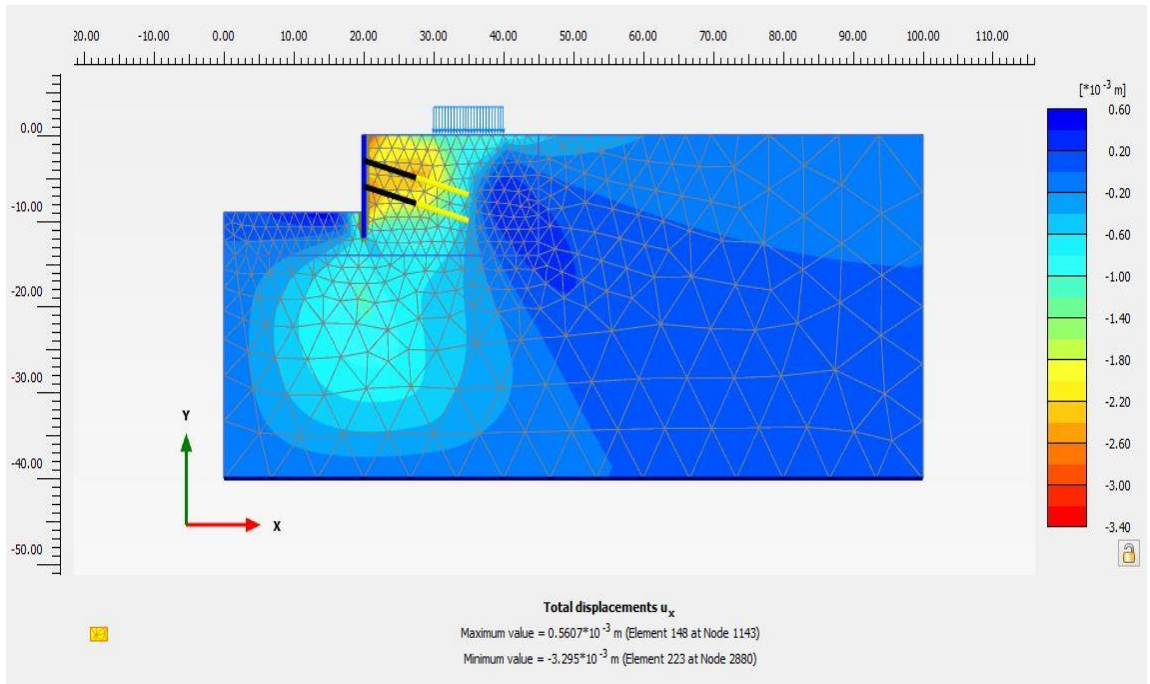 20.00 -10.00 0.00 10.00 20.00 30.00 40.00 50.00 60.00 70.00 80.00 90.00 100.00 110.00
[*10⁻³ m]
0.60
0.20
-0.20
-0.60
-1.00
-1.40
-1.80
-2.20
-2.60
-3.00
-3.40
0.00
-10.00
-20.00
-30.00
-40.00
-50.00
Y
X
Total displacements uₓ
Maximum value = 0.5607*10⁻³ m (Element 148 at Node 1143)
Minimum value = -3.295*10⁻³ m (Element 223 at Node 2880)